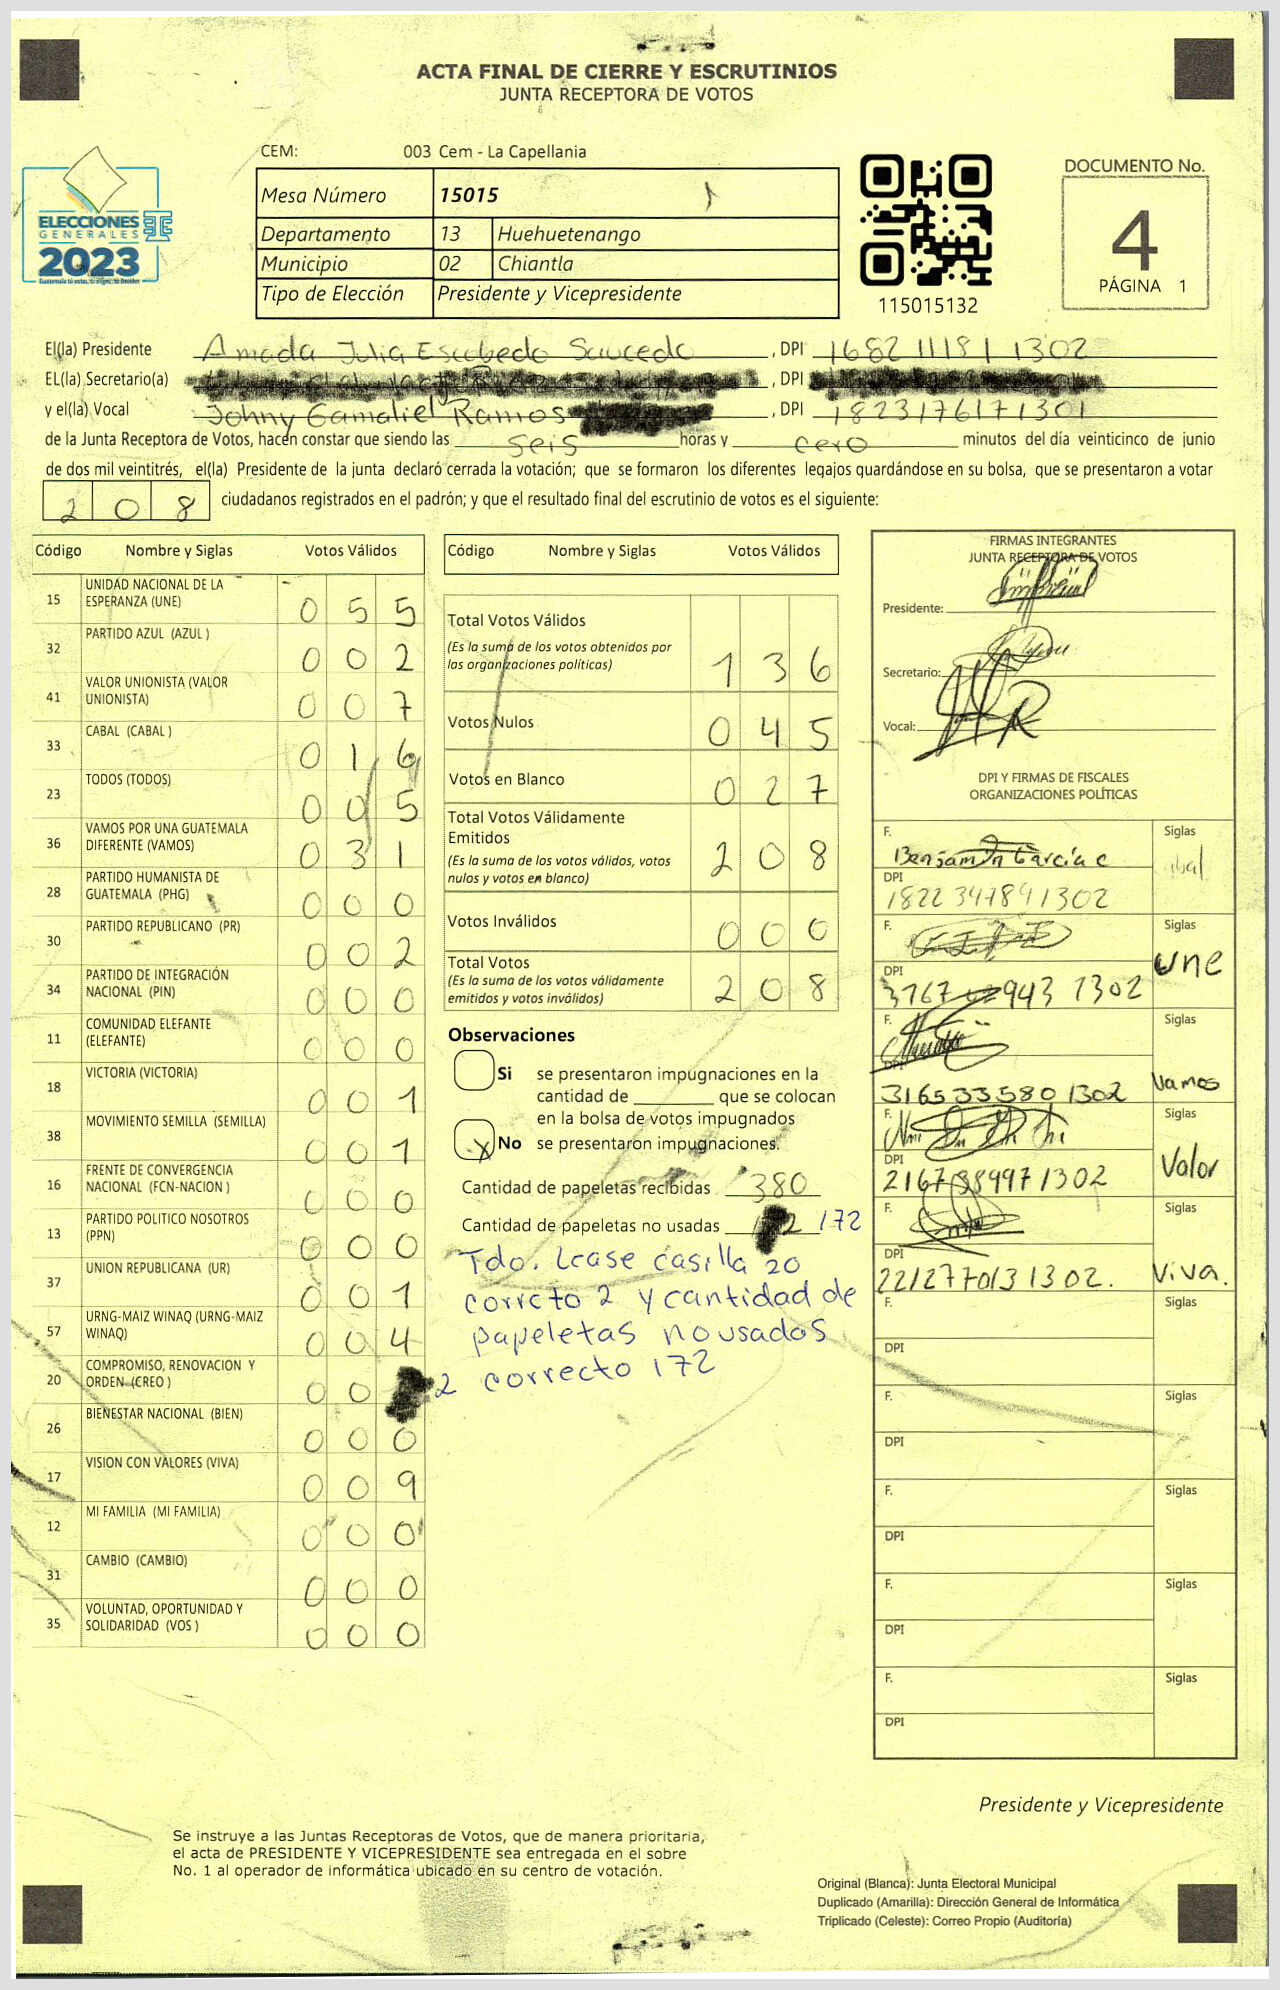 ACTA FINAL DE CIERRE Y ESCRUTINIOS
JUNTA RECEPTORA DE VOTOS
CEM: 003 Cem - La Capellania
Mesa Número 15015
Departamento 13 Huehuetenango
Municipio 02 Chiantla
Tipo de Elección Presidente y Vicepresidente
ELECCIONES
GENERALES
2023
115015132
DOCUMENTO No.
4
PÁGINA 1
El(la) Presidente Amada Julia Escobedo Saucedo, DPI 1682 11181 1302
EL(la) Secretario(a) , DPI
y el(la) Vocal Johny Gamaliel Ramos , DPI 1823176171301
de la Junta Receptora de Votos, hacen constar que siendo las seis horas y cero minutos del día veinticinco de junio
de dos mil veintitrés, el(la) Presidente de la junta declaró cerrada la votación; que se formaron los diferentes legajos quardándose en su bolsa, que se presentaron a votar
208 ciudadanos registrados en el padrón; y que el resultado final del escrutinio de votos es el siguiente:
Código Nombre y Siglas Votos Válidos
15 UNIDAD NACIONAL DE LA ESPERANZA (UNE) 0 5 5
32 PARTIDO AZUL (AZUL ) 0 0 2
41 VALOR UNIONISTA (VALOR UNIONISTA) 0 0 7
33 CABAL (CABAL ) 0 1 6
23 TODOS (TODOS) 0 0 5
36 VAMOS POR UNA GUATEMALA DIFERENTE (VAMOS) 0 3 1
28 PARTIDO HUMANISTA DE GUATEMALA (PHG) 0 0 0
30 PARTIDO REPUBLICANO (PR) 0 0 2
34 PARTIDO DE INTEGRACIÓN NACIONAL (PIN) 0 0 0
11 COMUNIDAD ELEFANTE (ELEFANTE) 0 0 0
18 VICTORIA (VICTORIA) 0 0 1
38 MOVIMIENTO SEMILLA (SEMILLA) 0 0 1
16 FRENTE DE CONVERGENCIA NACIONAL (FCN-NACION ) 0 0 0
13 PARTIDO POLITICO NOSOTROS (PPN) 0 0 0
37 UNION REPUBLICANA (UR) 0 0 1
57 URNG-MAIZ WINAQ (URNG-MAIZ WINAQ) 0 0 4
20 COMPROMISO, RENOVACION Y ORDEN (CREO ) 0 0 2
26 BIENESTAR NACIONAL (BIEN) 0 0 0
17 VISION CON VALORES (VIVA) 0 0 9
12 MI FAMILIA (MI FAMILIA) 0 0 0
31 CAMBIO (CAMBIO) 0 0 0
35 VOLUNTAD, OPORTUNIDAD Y SOLIDARIDAD (VOS ) 0 0 0
Código Nombre y Siglas Votos Válidos
Total Votos Válidos 1 3 6
(Es la suma de los votos obtenidos por
las organizaciones políticas)
Votos Nulos 0 4 5
Votos en Blanco 0 2 7
Total Votos Válidamente
Emitidos 2 0 8
(Es la suma de los votos válidos, votos
nulos y votos en blanco)
Votos Inválidos 0 0 0
Total Votos 2 0 8
(Es la suma de los votos válidamente
emitidos y votos inválidos)
Observaciones
Si se presentaron impugnaciones en la
cantidad de ________ que se colocan
en la bolsa de votos impugnados
X No se presentaron impugnaciones.
Cantidad de papeletas recibidas 380
Cantidad de papeletas no usadas 172
Tdo. Lease casilla 20
correto 2 y cantidad de
papeletas no usados
correcto 172
FIRMAS INTEGRANTES
JUNTA RECEPTORA DE VOTOS
Presidente:
Secretario:
Vocal:
DPI Y FIRMAS DE FISCALES
ORGANIZACIONES POLÍTICAS
F. Benjamin Garcia c Siglas
DPI 1822 34784 1302
F. Siglas une
DPI 3767 943 1302
F. Siglas Vamos
DPI 316533580 1302
F. Siglas Valor
DPI 1302
F. Siglas Viva.
DPI 2212770131302.
F. Siglas
DPI
F. Siglas
DPI
F. Siglas
DPI
F. Siglas
DPI
F. Siglas
DPI
Presidente y Vicepresidente
Se instruye a las Juntas Receptoras de Votos, que de manera prioritaria,
el acta de PRESIDENTE Y VICEPRESIDENTE sea entregada en el sobre
No. 1 al operador de informática ubicado en su centro de votación.
Original (Blanca): Junta Electoral Municipal
Duplicado (Amarilla): Dirección General de Informática
Triplicado (Celeste): Correo Propio (Auditoría)